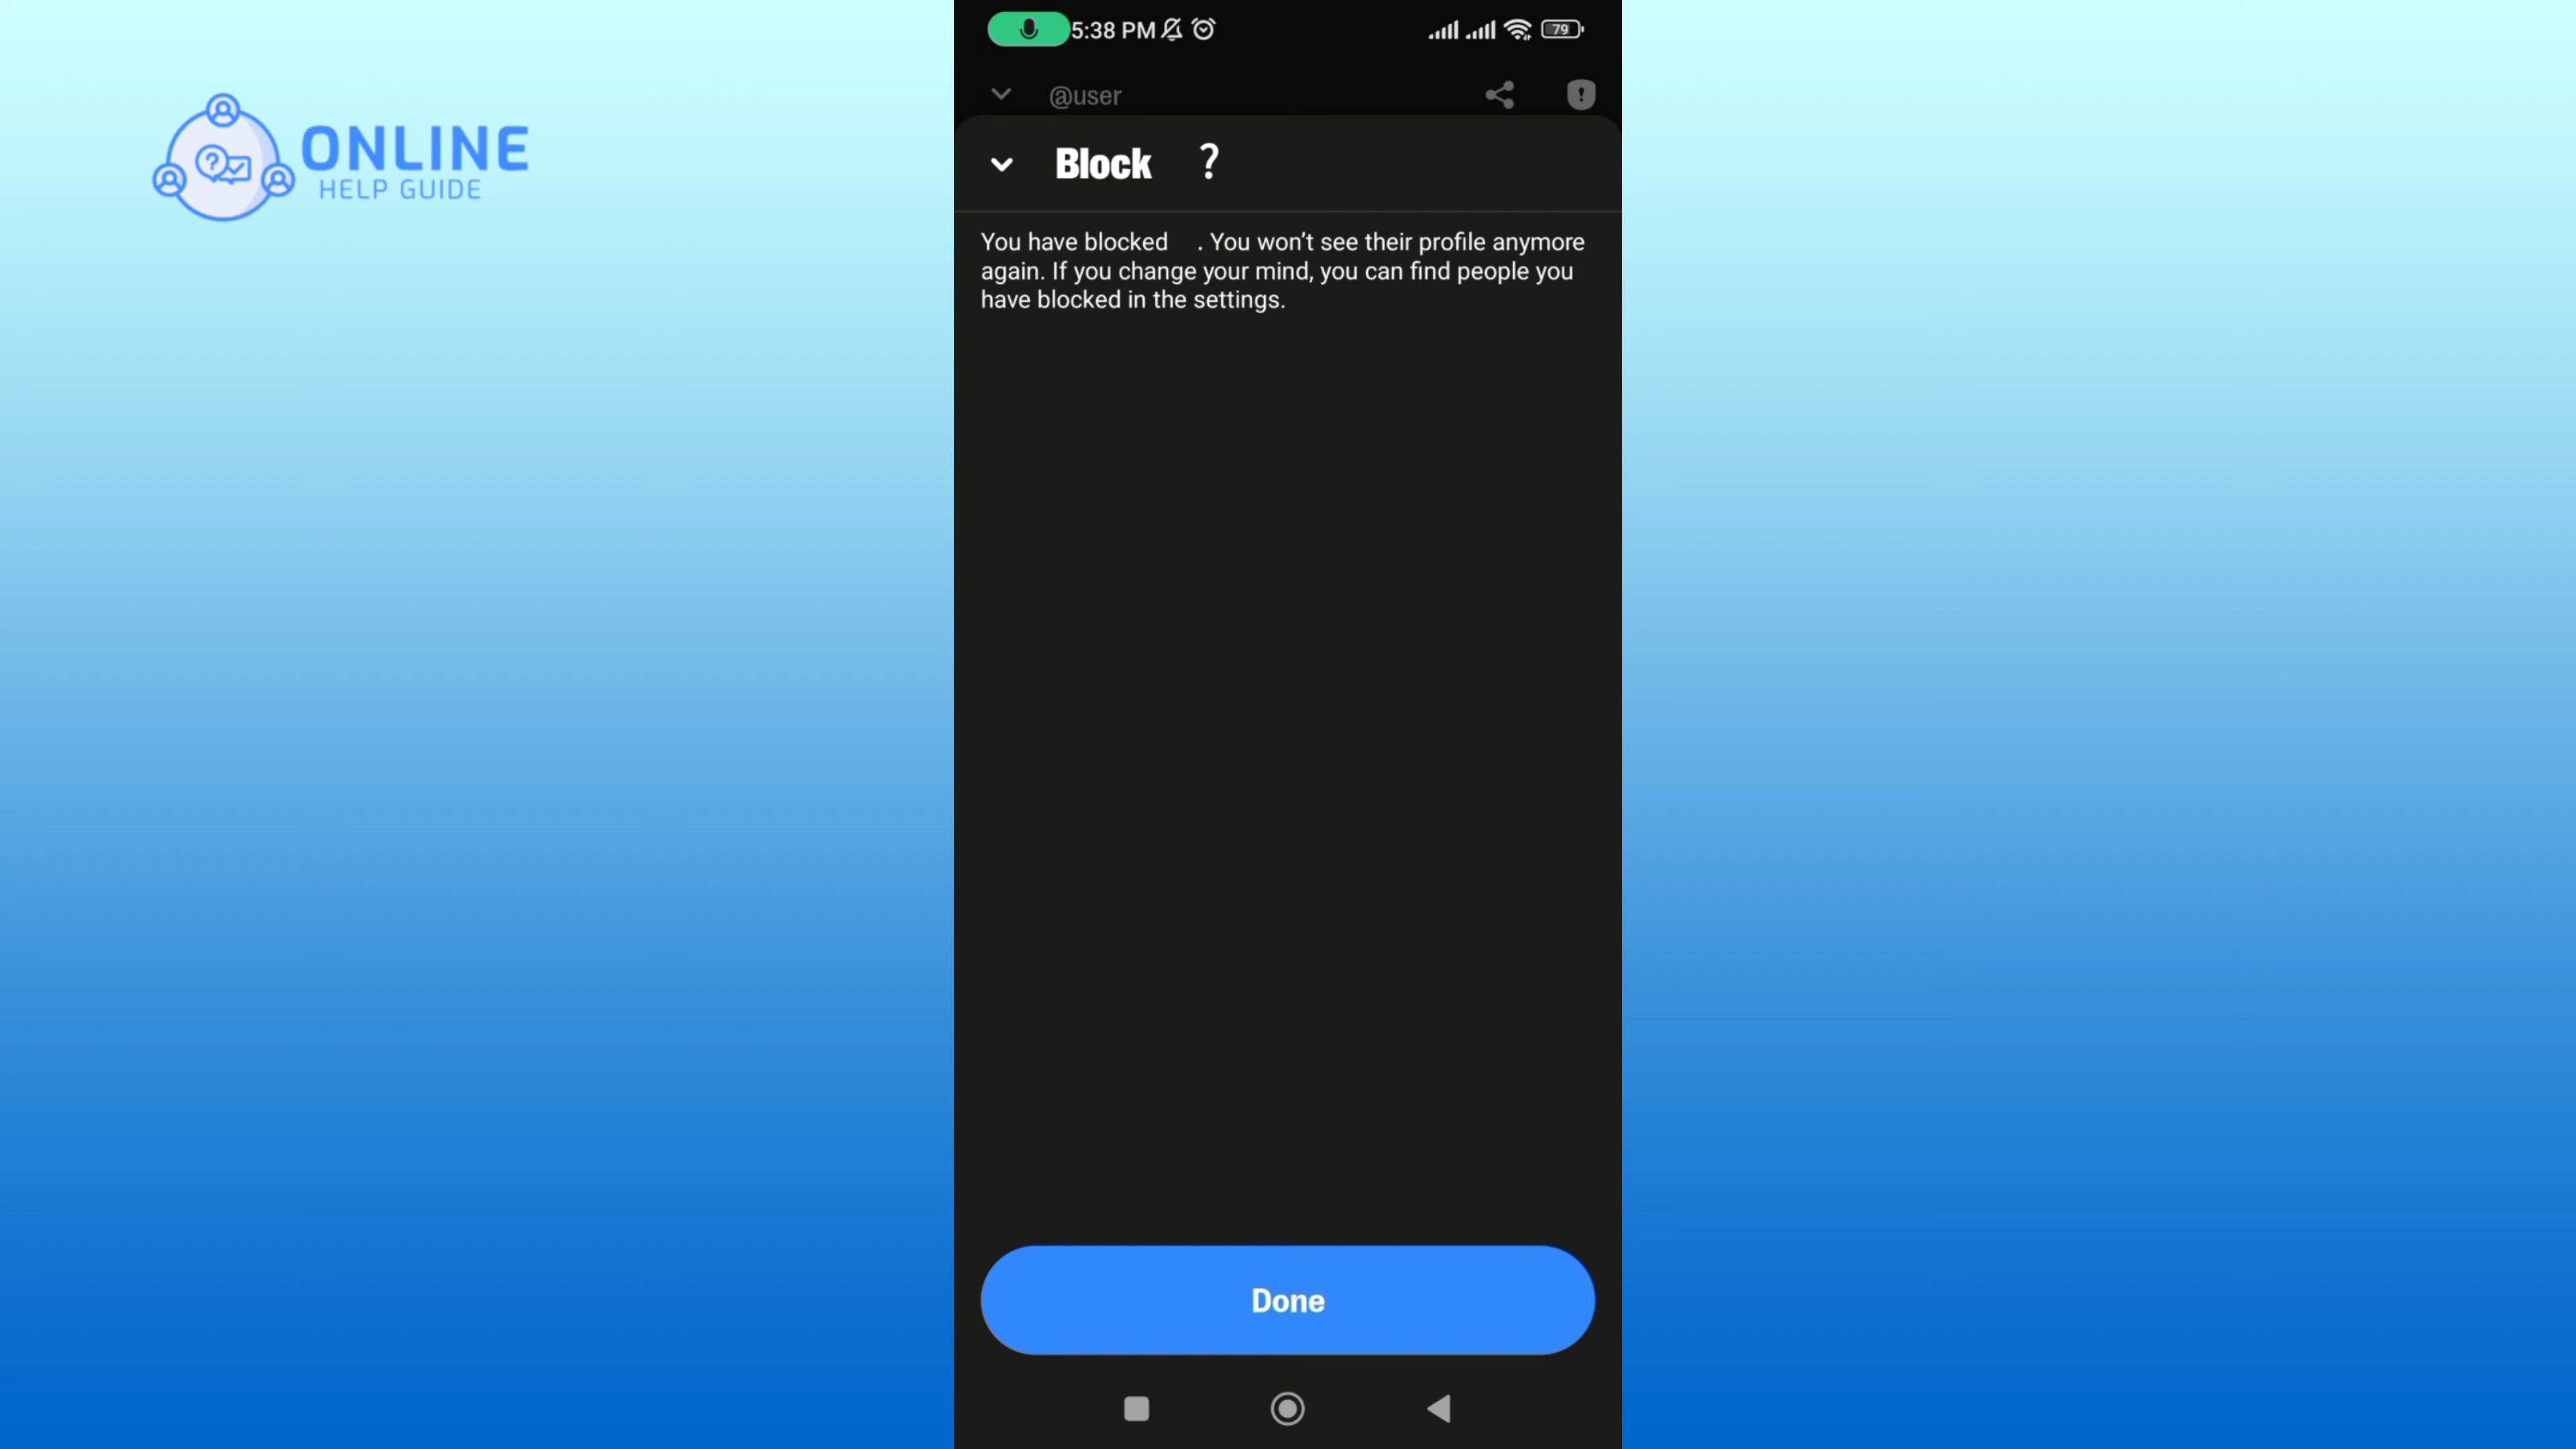 ONLINE
HELP GUIDE
5:38 PM
79
@user
Block ?
You have blocked . You won't see their profile anymore
again. If you change your mind, you can find people you
have blocked in the settings.
Done